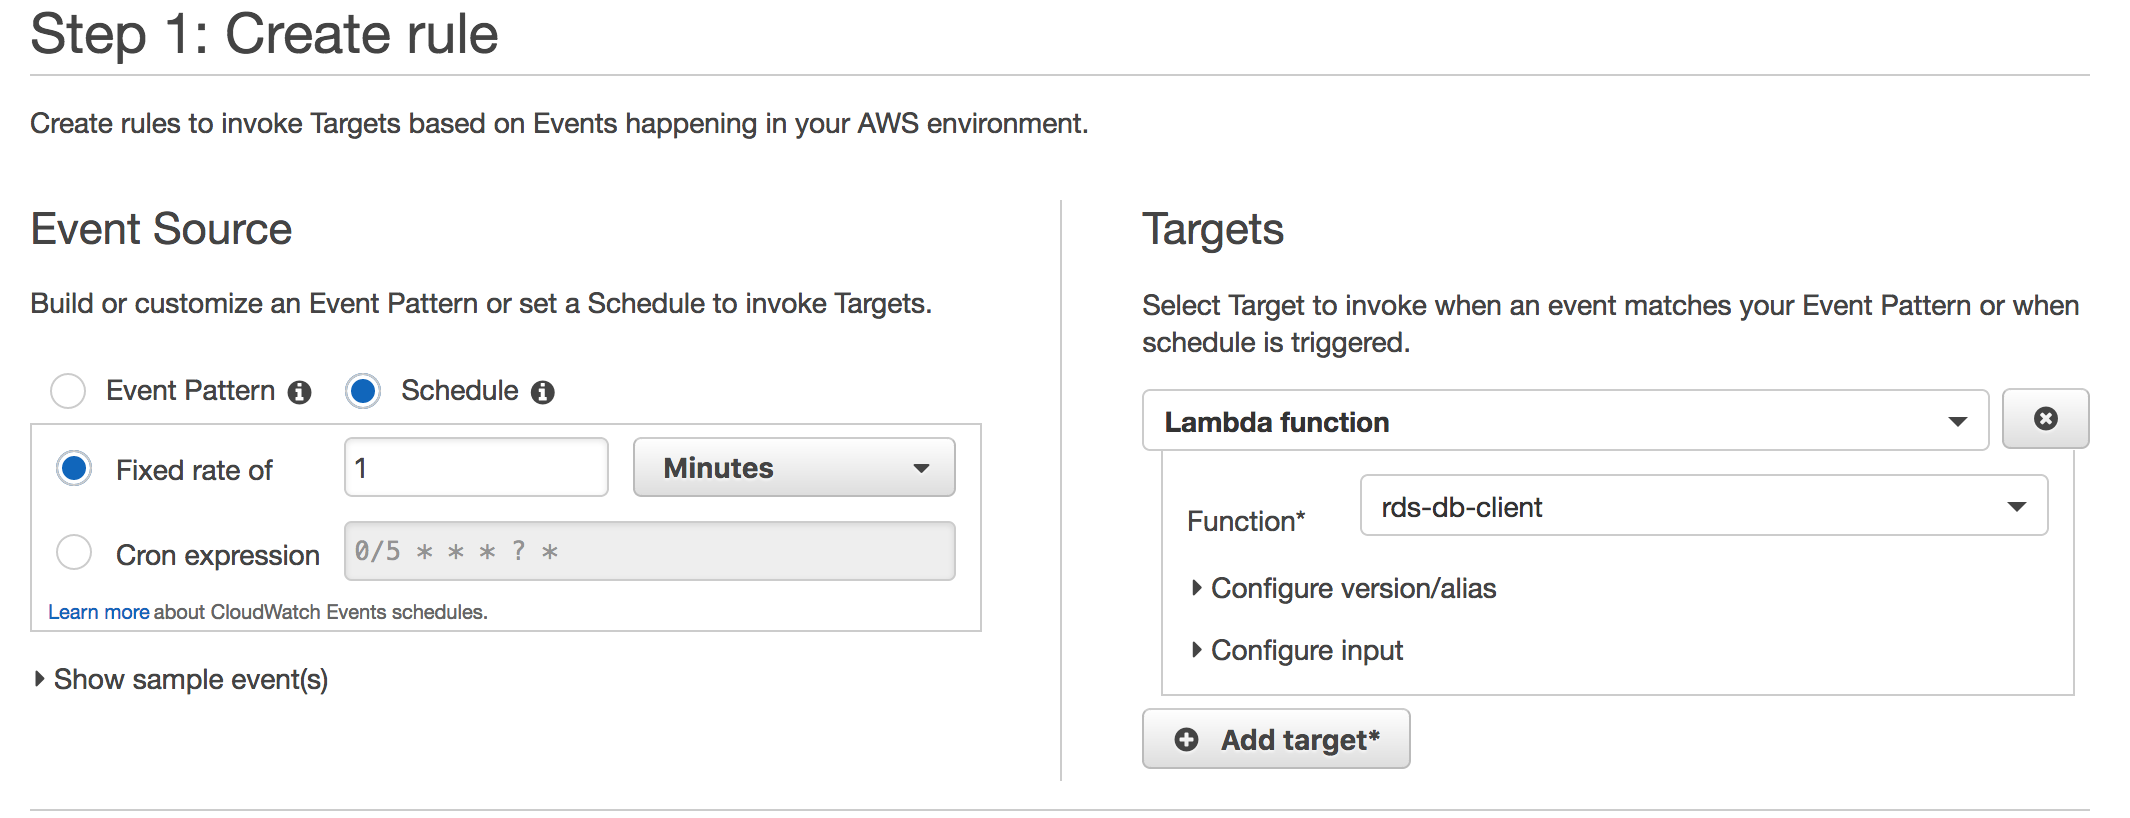 Step 1: Create rule
Create rules to invoke Targets based on Events happening in your AWS environment.
Event Source
Build or customize an Event Pattern or set a Schedule to invoke Targets.
Event Pattern
Schedule
Fixed rate of
1
Minutes
Cron expression
0/5 * * * ? *
Learn more about CloudWatch Events schedules.
Show sample event(s)
Targets
Select Target to invoke when an event matches your Event Pattern or when
schedule is triggered.
Lambda function
Function*
rds-db-client
Configure version/alias
Configure input
Add target*